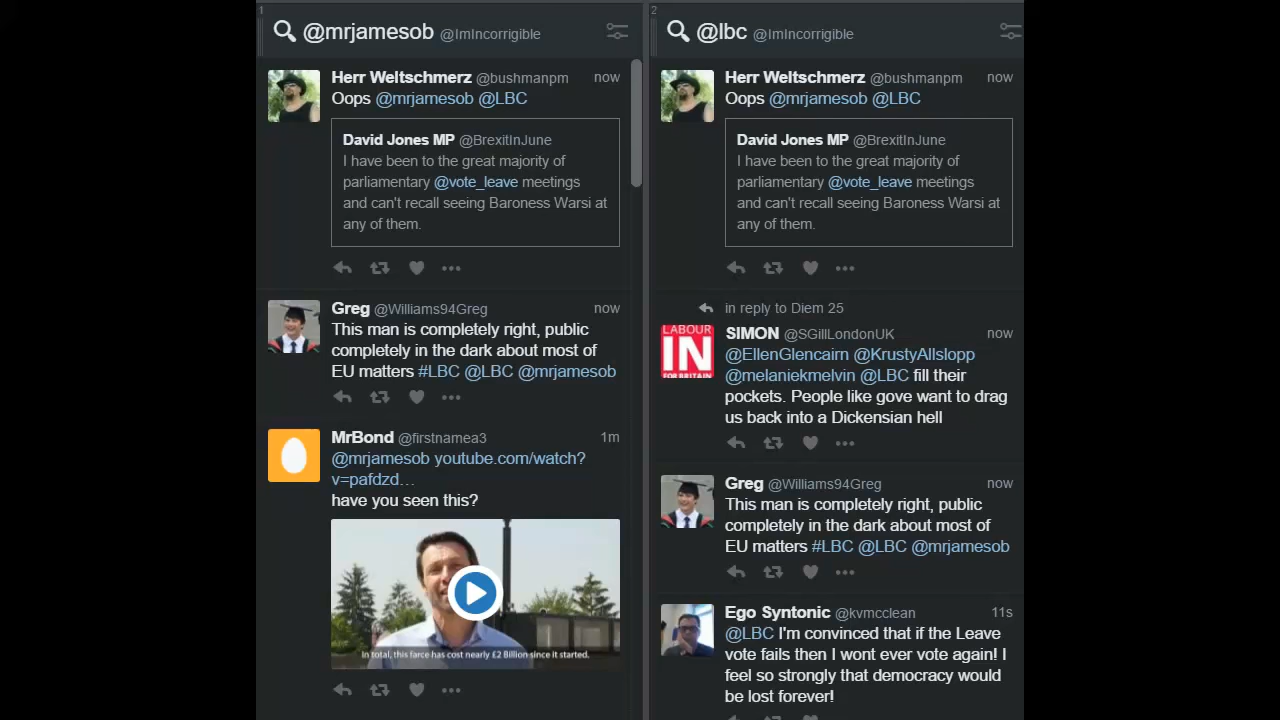 1
@mrjamesob @ImIncorrigible
Herr Weltschmerz @bushmanpm now
Oops @mrjamesob @LBC
David Jones MP @BrexitInJune
I have been to the great majority of
parliamentary @vote_leave meetings
and can't recall seeing Baroness Warsi at
any of them.
Greg @Williams94Greg now
This man is completely right, public
completely in the dark about most of
EU matters #LBC @LBC @mrjamesob
MrBond @firstnamea3 1m
@mrjamesob youtube.com/watch?
v=pafdzd…
have you seen this?
In total, this farce has cost nearly £2 Billion since it started.
2
@lbc @ImIncorrigible
Herr Weltschmerz @bushmanpm now
Oops @mrjamesob @LBC
David Jones MP @BrexitInJune
I have been to the great majority of
parliamentary @vote_leave meetings
and can't recall seeing Baroness Warsi at
any of them.
in reply to Diem 25
LABOUR
IN
FOR BRITAIN
SIMON @SGillLondonUK now
@EllenGlencairn @KrustyAllslopp
@melaniekmelvin @LBC fill their
pockets. People like gove want to drag
us back into a Dickensian hell
Greg @Williams94Greg now
This man is completely right, public
completely in the dark about most of
EU matters #LBC @LBC @mrjamesob
Ego Syntonic @kvmcclean 11s
@LBC I'm convinced that if the Leave
vote fails then I wont ever vote again! I
feel so strongly that democracy would
be lost forever!